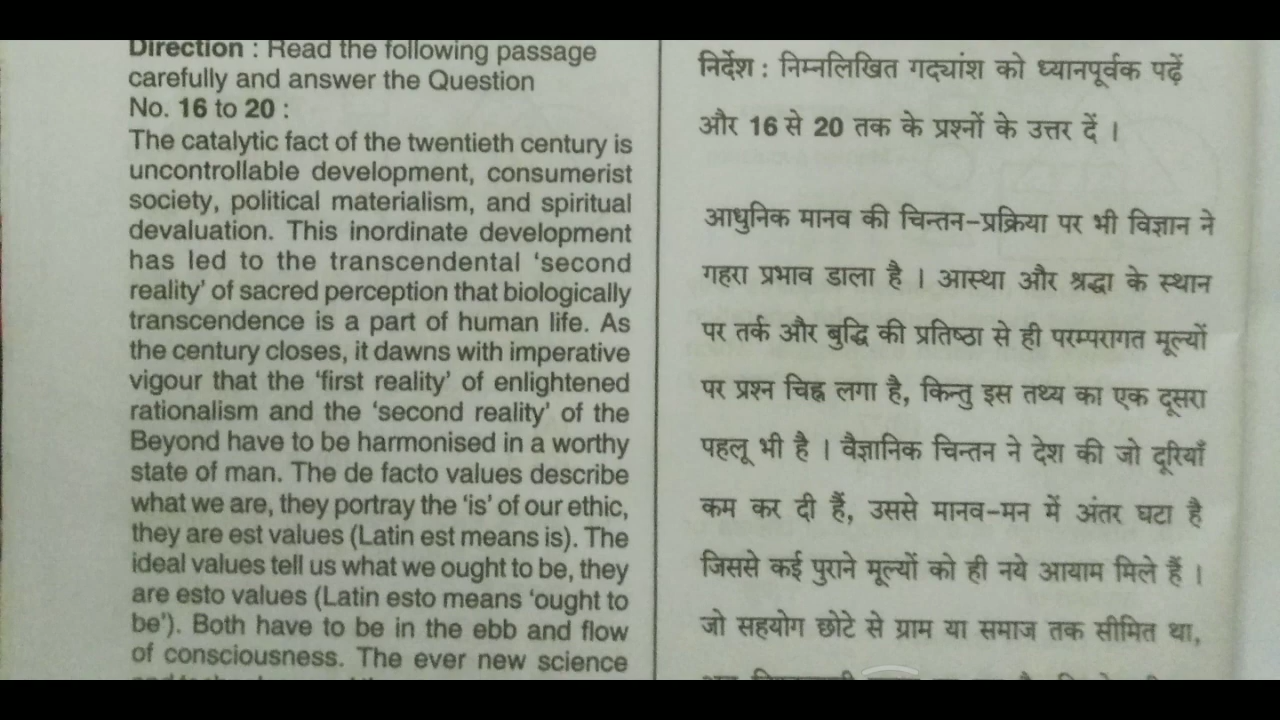 Direction : Read the following passage
carefully and answer the Question
No. 16 to 20 :
The catalytic fact of the twentieth century is
uncontrollable development, consumerist
society, political materialism, and spiritual
devaluation. This inordinate development
has led to the transcendental ‘second
reality’ of sacred perception that biologically
transcendence is a part of human life. As
the century closes, it dawns with imperative
vigour that the ‘first reality’ of enlightened
rationalism and the ‘second reality’ of the
Beyond have to be harmonised in a worthy
state of man. The de facto values describe
what we are, they portray the ‘is’ of our ethic,
they are est values (Latin est means is). The
ideal values tell us what we ought to be, they
are esto values (Latin esto means ‘ought to
be’). Both have to be in the ebb and flow
of consciousness. The ever new science
निर्देश : निम्नलिखित गद्यांश को ध्यानपूर्वक पढ़ें
और 16 से 20 तक के प्रश्नों के उत्तर दें ।
आधुनिक मानव की चिन्तन-प्रक्रिया पर भी विज्ञान ने
गहरा प्रभाव डाला है । आस्था और श्रद्धा के स्थान
पर तर्क और बुद्धि की प्रतिष्ठा से ही परम्परागत मूल्यों
पर प्रश्न चिह्न लगा है, किन्तु इस तथ्य का एक दूसरा
पहलू भी है । वैज्ञानिक चिन्तन ने देश की जो दूरियाँ
कम कर दी हैं, उससे मानव-मन में अंतर घटा है
जिससे कई पुराने मूल्यों को ही नये आयाम मिले हैं ।
जो सहयोग छोटे से ग्राम या समाज तक सीमित था,